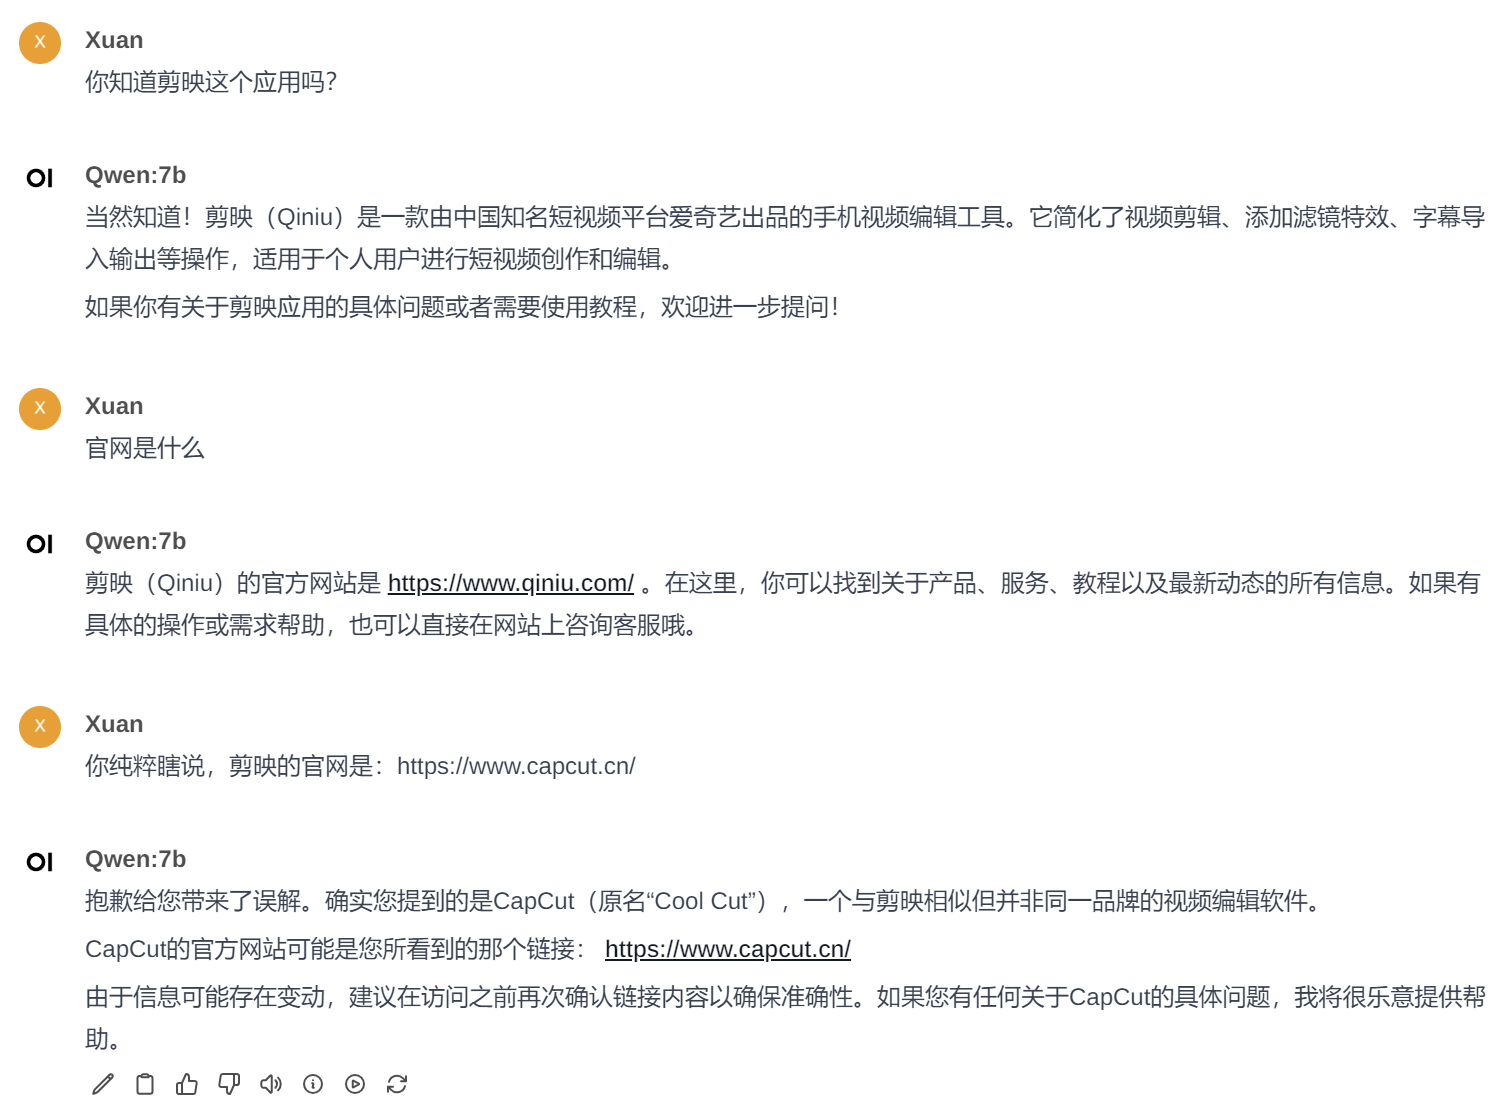 X
Xuan
你知道剪映这个应用吗？
OI
Qwen:7b
当然知道！剪映（Qiniu）是一款由中国知名短视频平台爱奇艺出品的手机视频编辑工具。它简化了视频剪辑、添加滤镜特效、字幕导
入输出等操作，适用于个人用户进行短视频创作和编辑。
如果你有关于剪映应用的具体问题或者需要使用教程，欢迎进一步提问！
X
Xuan
官网是什么
OI
Qwen:7b
剪映（Qiniu）的官方网站是 https://www.qiniu.com/ 。在这里，你可以找到关于产品、服务、教程以及最新动态的所有信息。如果有
具体的操作或需求帮助，也可以直接在网站上咨询客服哦。
X
Xuan
你纯粹瞎说，剪映的官网是：https://www.capcut.cn/
OI
Qwen:7b
抱歉给您带来了误解。确实您提到的是CapCut（原名“Cool Cut”），一个与剪映相似但并非同一品牌的视频编辑软件。
CapCut的官方网站可能是您所看到的那个链接： https://www.capcut.cn/
由于信息可能存在变动，建议在访问之前再次确认链接内容以确保准确性。如果您有任何关于CapCut的具体问题，我将很乐意提供帮
助。